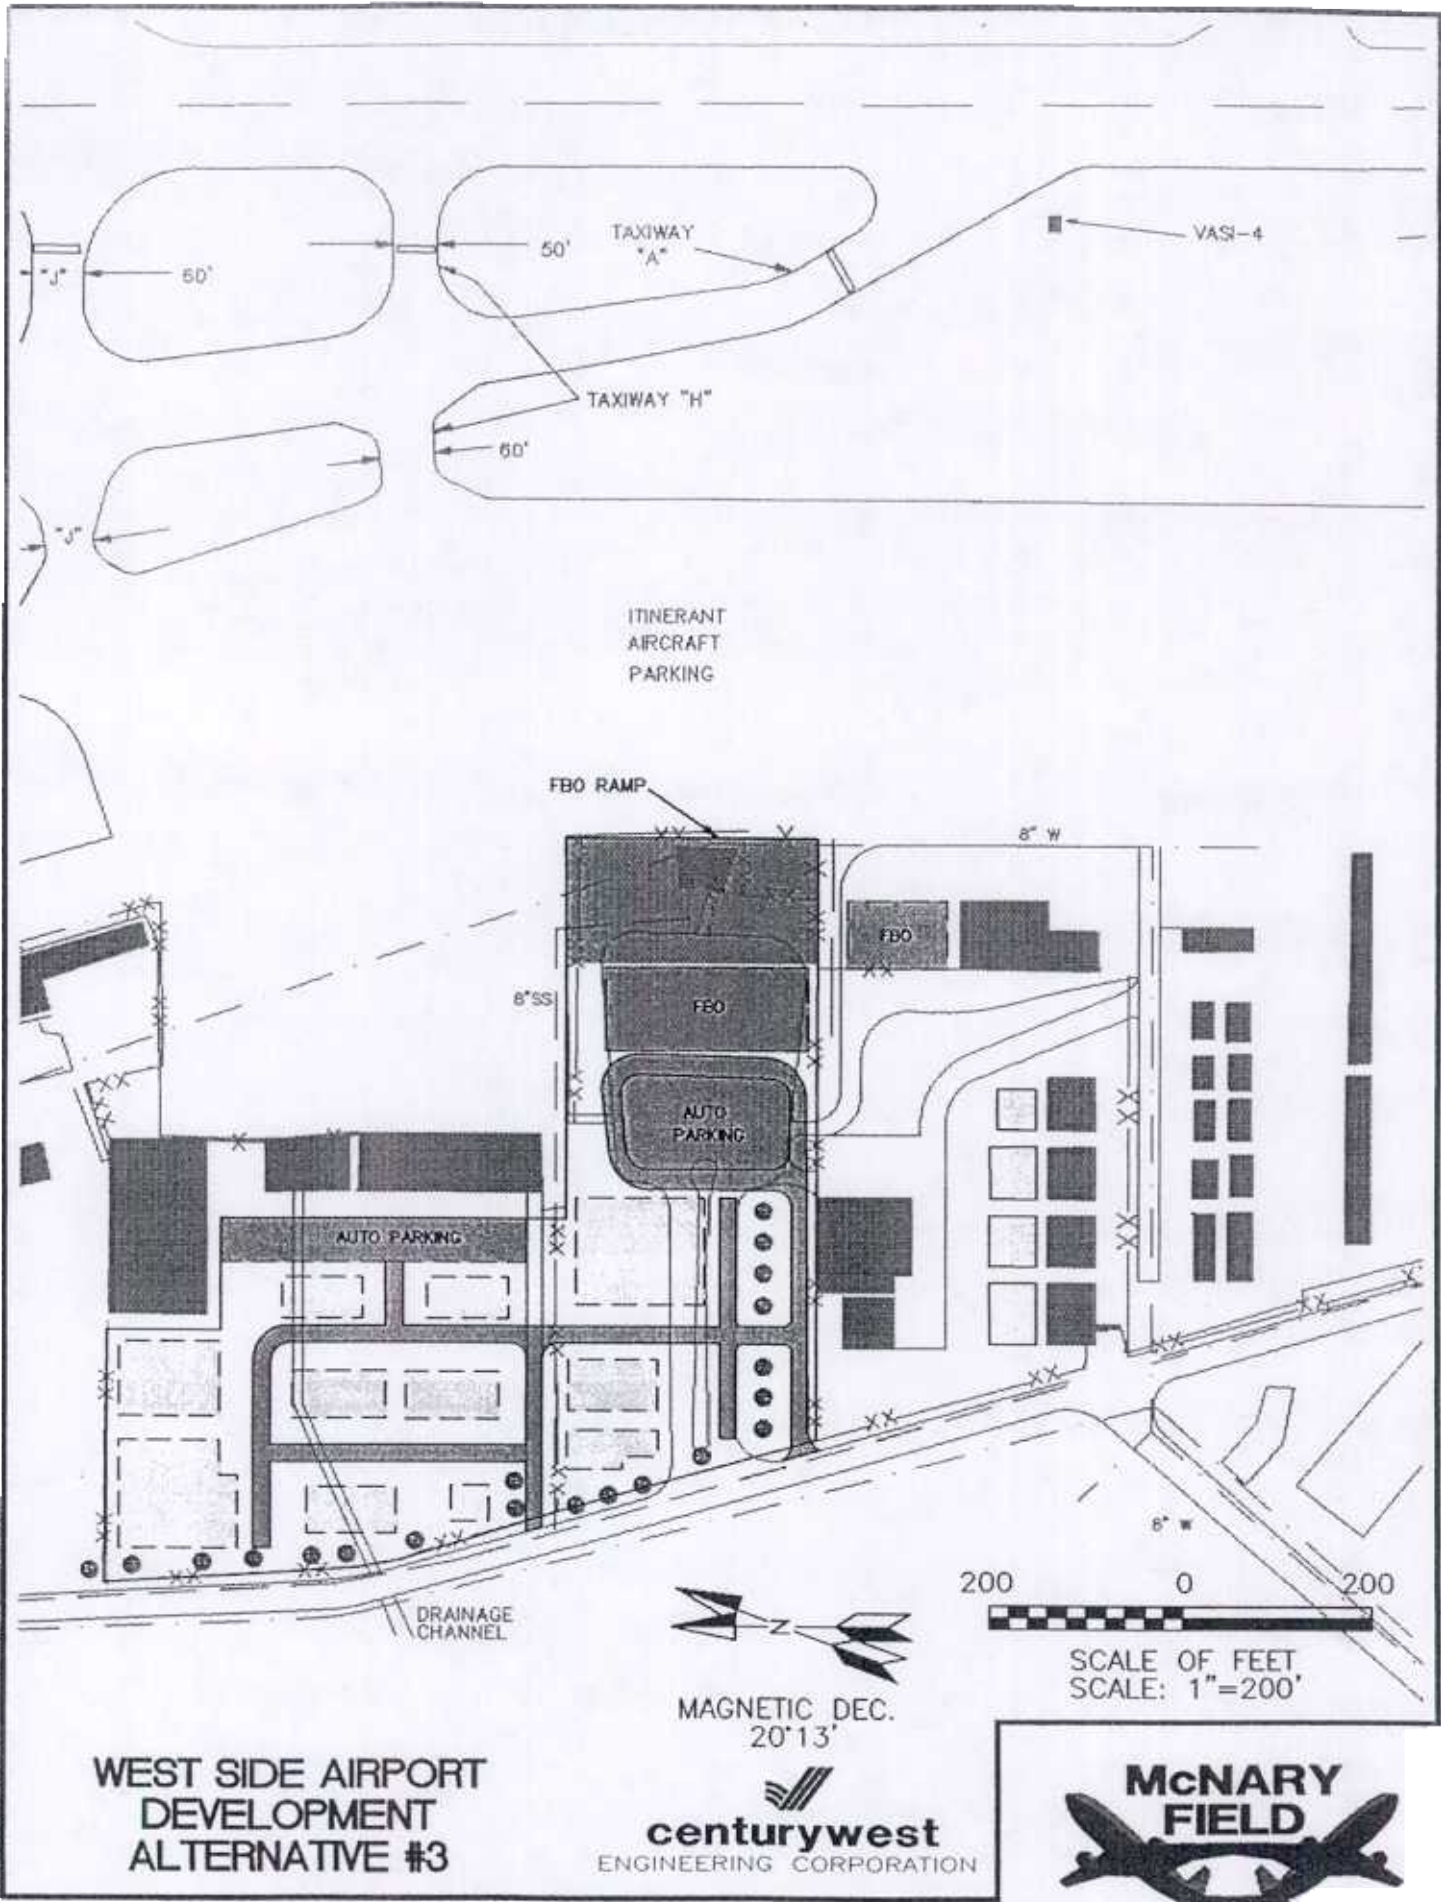 50'
TAXIWAY
"A"
VASI-4
"J"
60'
TAXIWAY "H"
60'
"J"
ITINERANT
AIRCRAFT
PARKING
FBO RAMP
8" W
FBO
8"SS
FBO
AUTO
PARKING
AUTO PARKING
8" W
DRAINAGE
CHANNEL
N
200 0 200
SCALE OF FEET
SCALE: 1"=200'
MAGNETIC DEC.
20°13'
WEST SIDE AIRPORT
DEVELOPMENT
ALTERNATIVE #3
centurywest
ENGINEERING CORPORATION
McNARY
FIELD